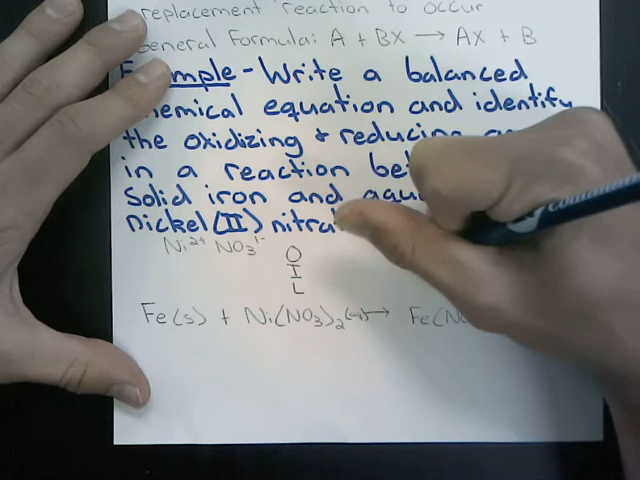 replacement reaction to occur
General Formula: A + BX → AX + B
Example - Write a balanced
chemical equation and identify
the oxidizing + reducing
in a reaction
solid iron and
nickel (II)
Ni²⁺ NO₃¹⁻
O
I
L
Fe(s) + Ni(NO₃)₂(aq) → Fe(NO